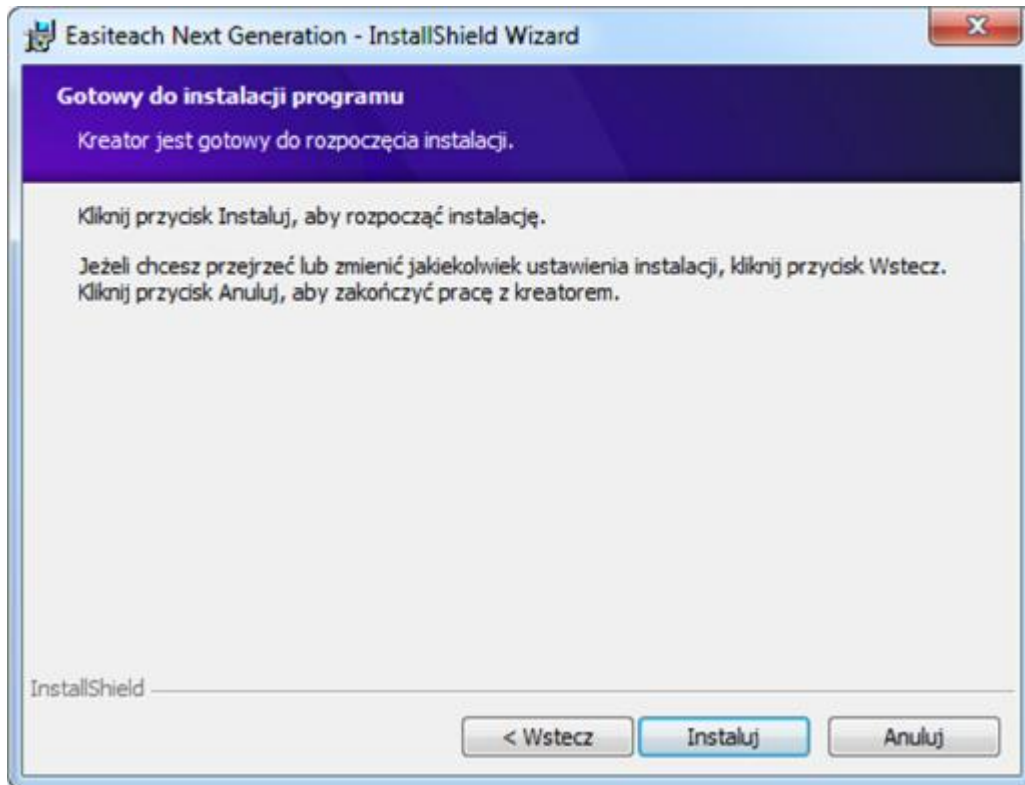 Easiteach Next Generation - InstallShield Wizard
Gotowy do instalacji programu
Kreator jest gotowy do rozpoczęcia instalacji.
Kliknij przycisk Instaluj, aby rozpocząć instalację.
Jeżeli chcesz przejrzeć lub zmienić jakiekolwiek ustawienia instalacji, kliknij przycisk Wstecz.
Kliknij przycisk Anuluj, aby zakończyć pracę z kreatorem.
InstallShield
< Wstecz
Instaluj
Anuluj